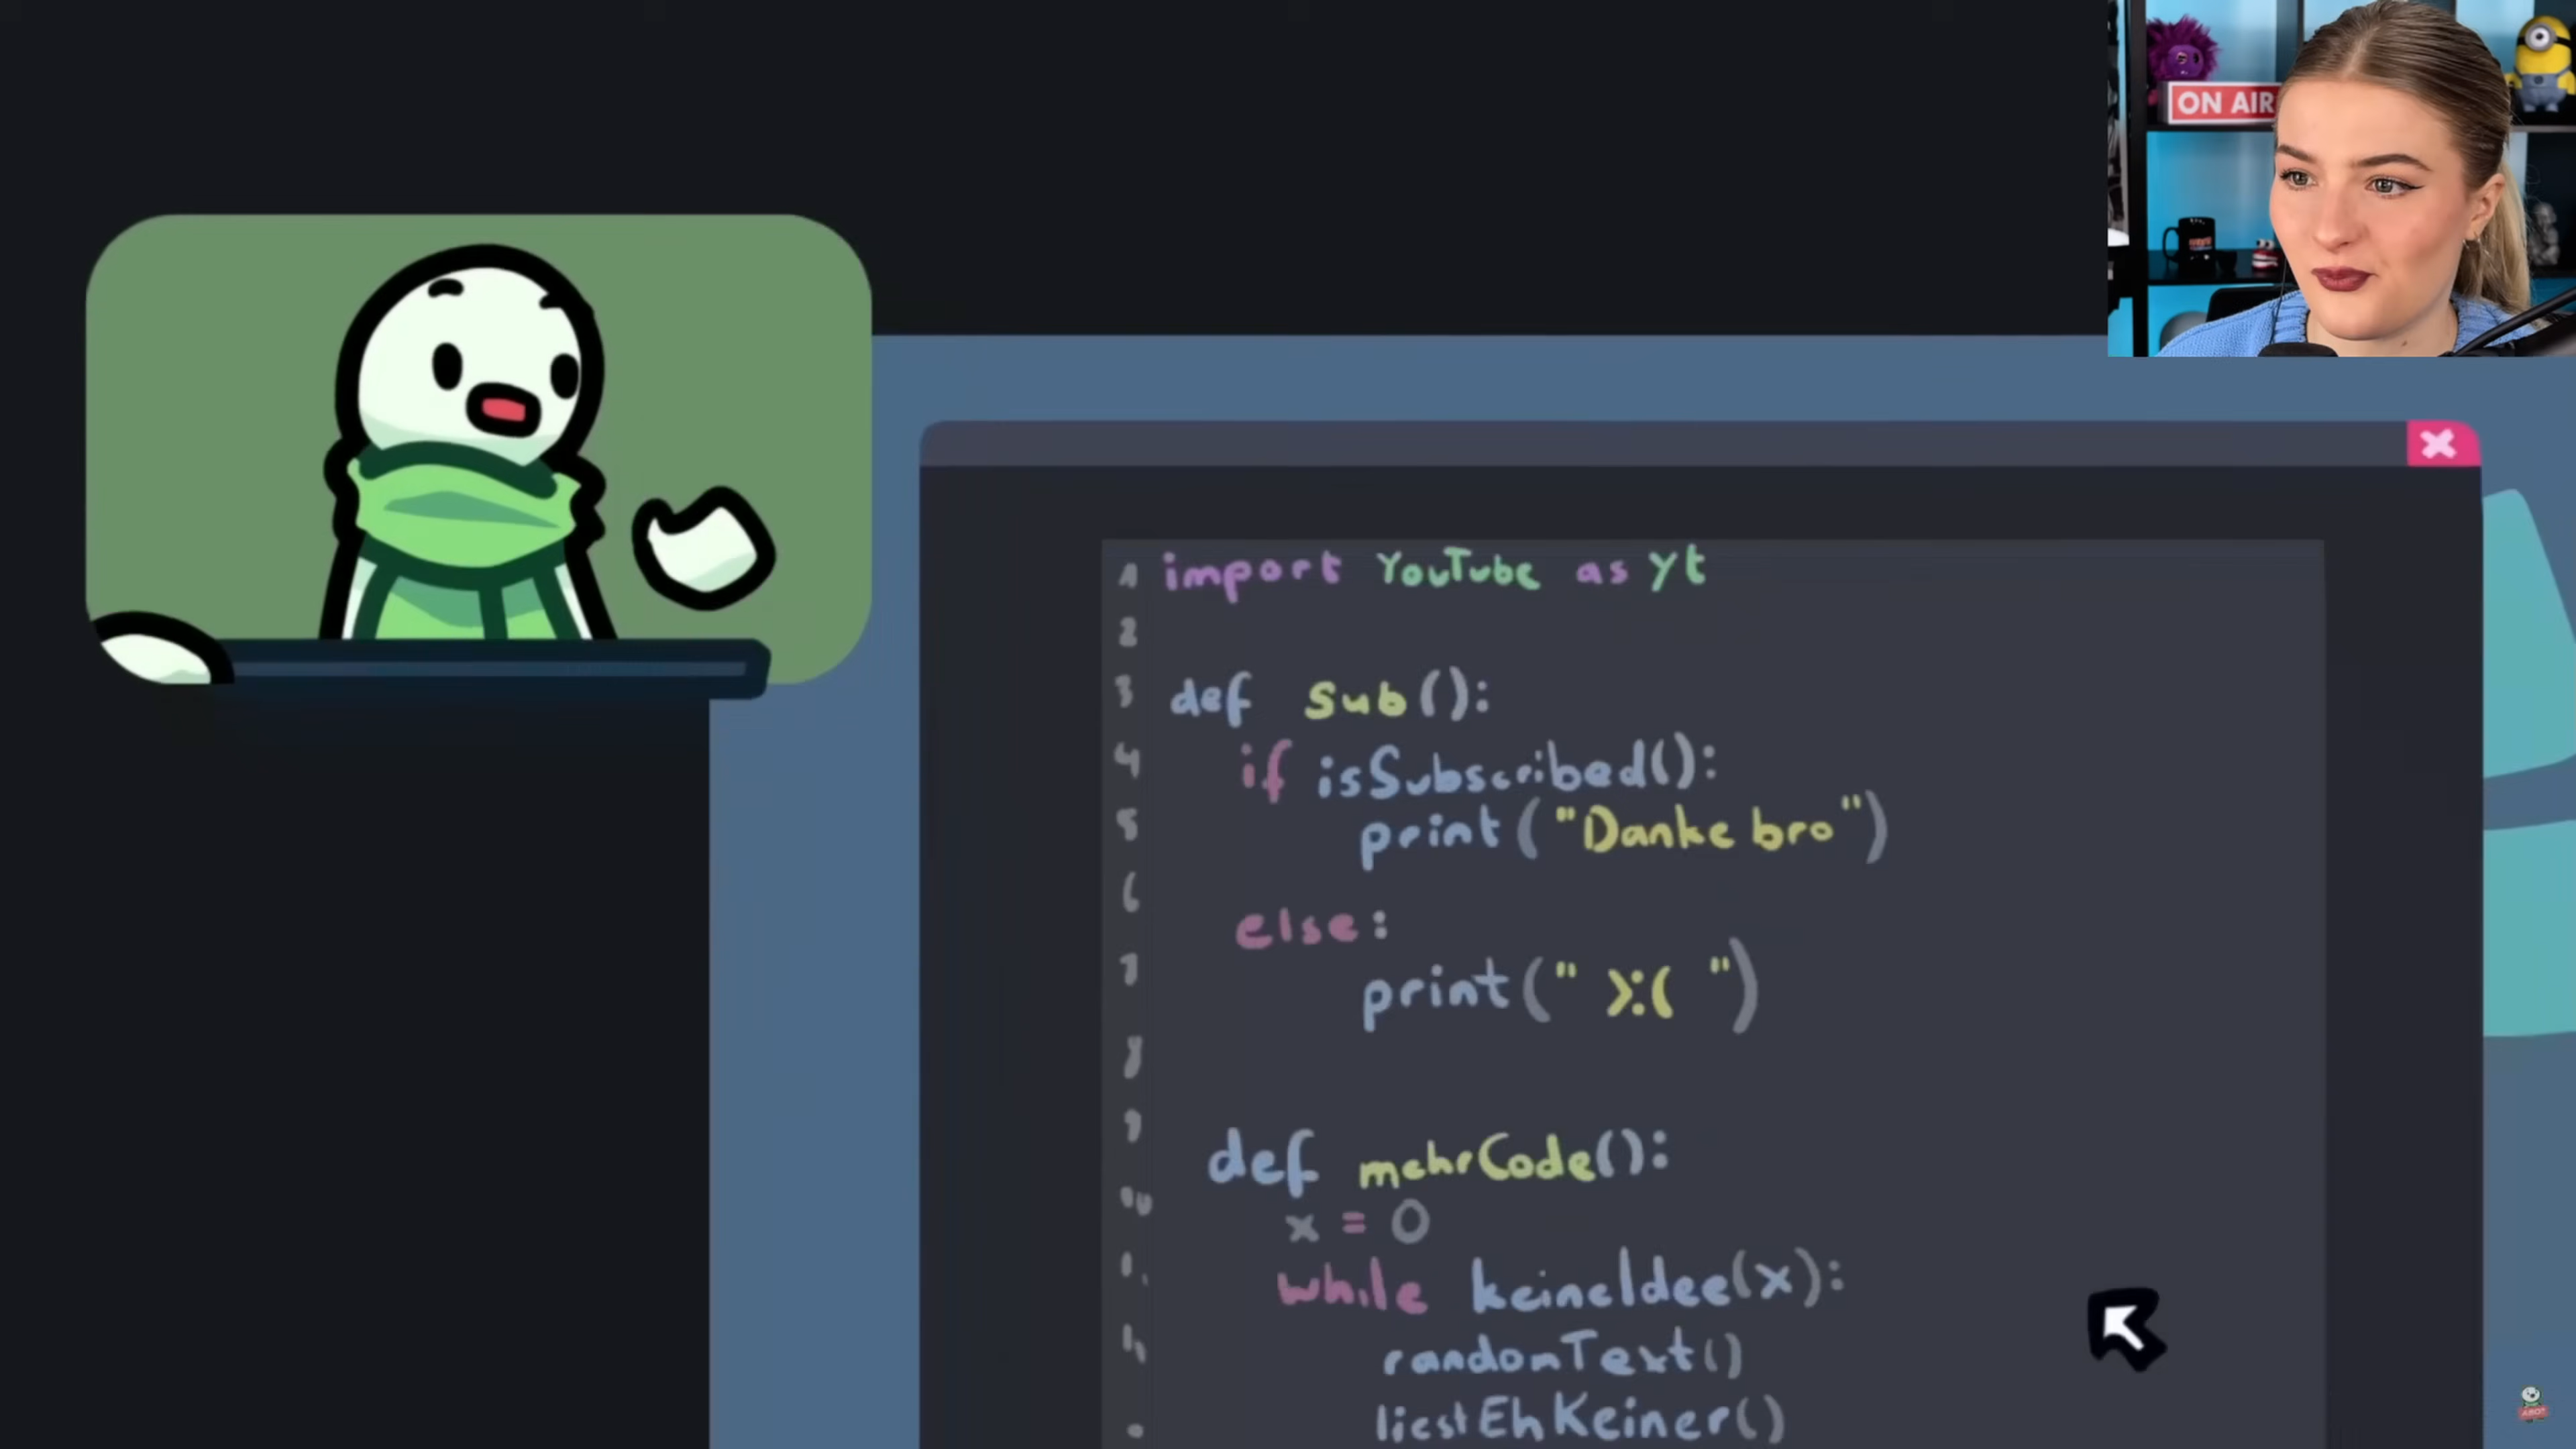 ON AIR
1 import YouTube as yt
2
3 def Sub():
4 if isSubscribed():
5 print("Danke bro")
6 else:
7 print(" >:( ")
8
9 def mehrCode():
10 x = 0
while keineIdee(x):
randomText()
liestEhKeiner()